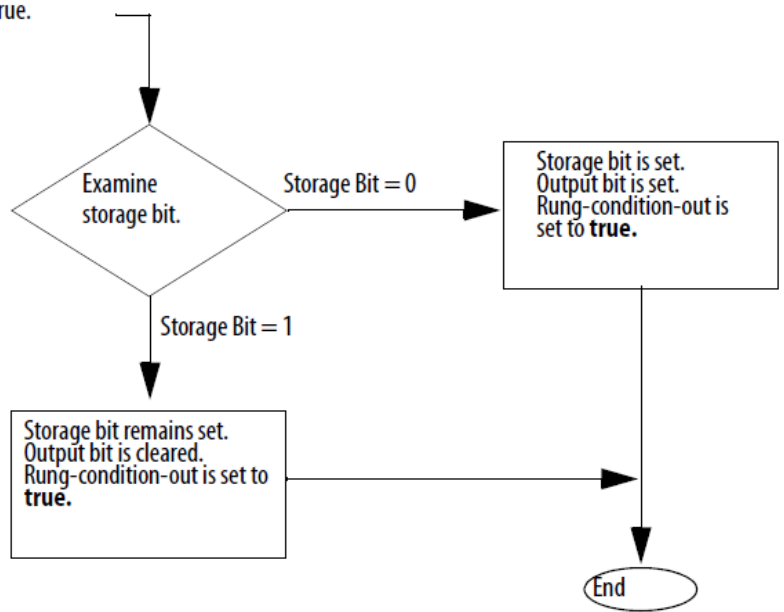 rue.
Examine
storage bit.
Storage Bit = 0
Storage bit is set.
Output bit is set.
Rung-condition-out is
set to true.
Storage Bit = 1
Storage bit remains set.
Output bit is cleared.
Rung-condition-out is set to
true.
End